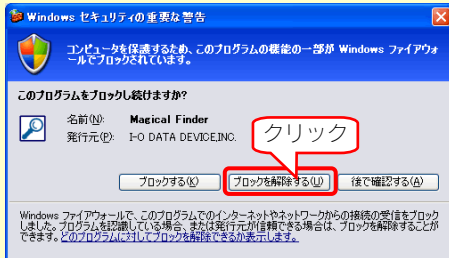 Windows セキュリティの重要な警告
コンピュータを保護するため、このプログラムの機能の一部が Windows ファイアウォ
ールでブロックされています。
このプログラムをブロックし続けますか?
名前(N): Magical Finder
発行元(P): I-O DATA DEVICE,INC.
クリック
ブロックする(K) ブロックを解除する(U) 後で確認する(A)
Windows ファイアウォールで、このプログラムでのインターネットやネットワークからの接続の受信をブロック
しました。プログラムを認識している場合、または発行元が信頼できる場合は、ブロックを解除することが
できます。どのプログラムに対してブロックを解除できるか表示します。